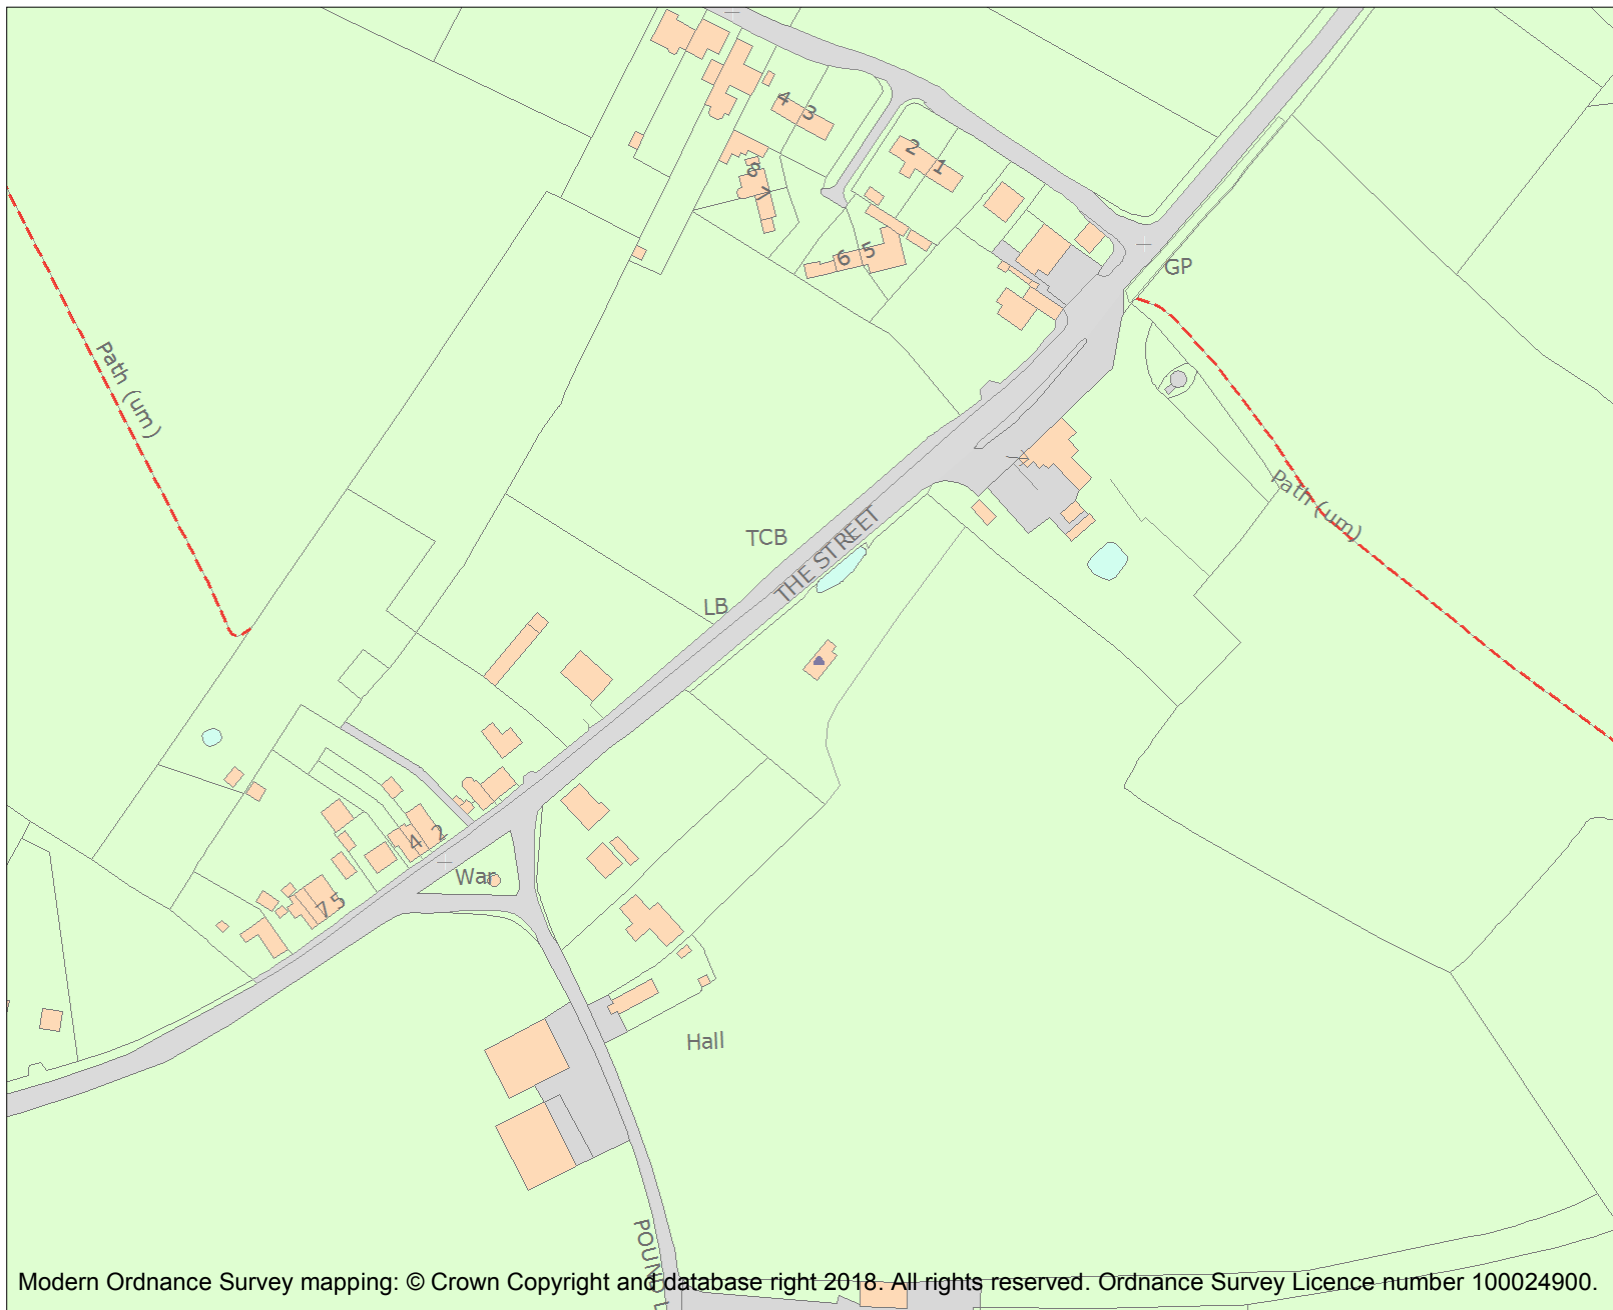 4 3
2 1
8 7
6 5
GP
Path (um)
Path (um)
TCB
THE STREET
LB
4 2
War
7 5
Hall
POUND L
Modern Ordnance Survey mapping: © Crown Copyright and database right 2018. All rights reserved. Ordnance Survey Licence number 100024900.